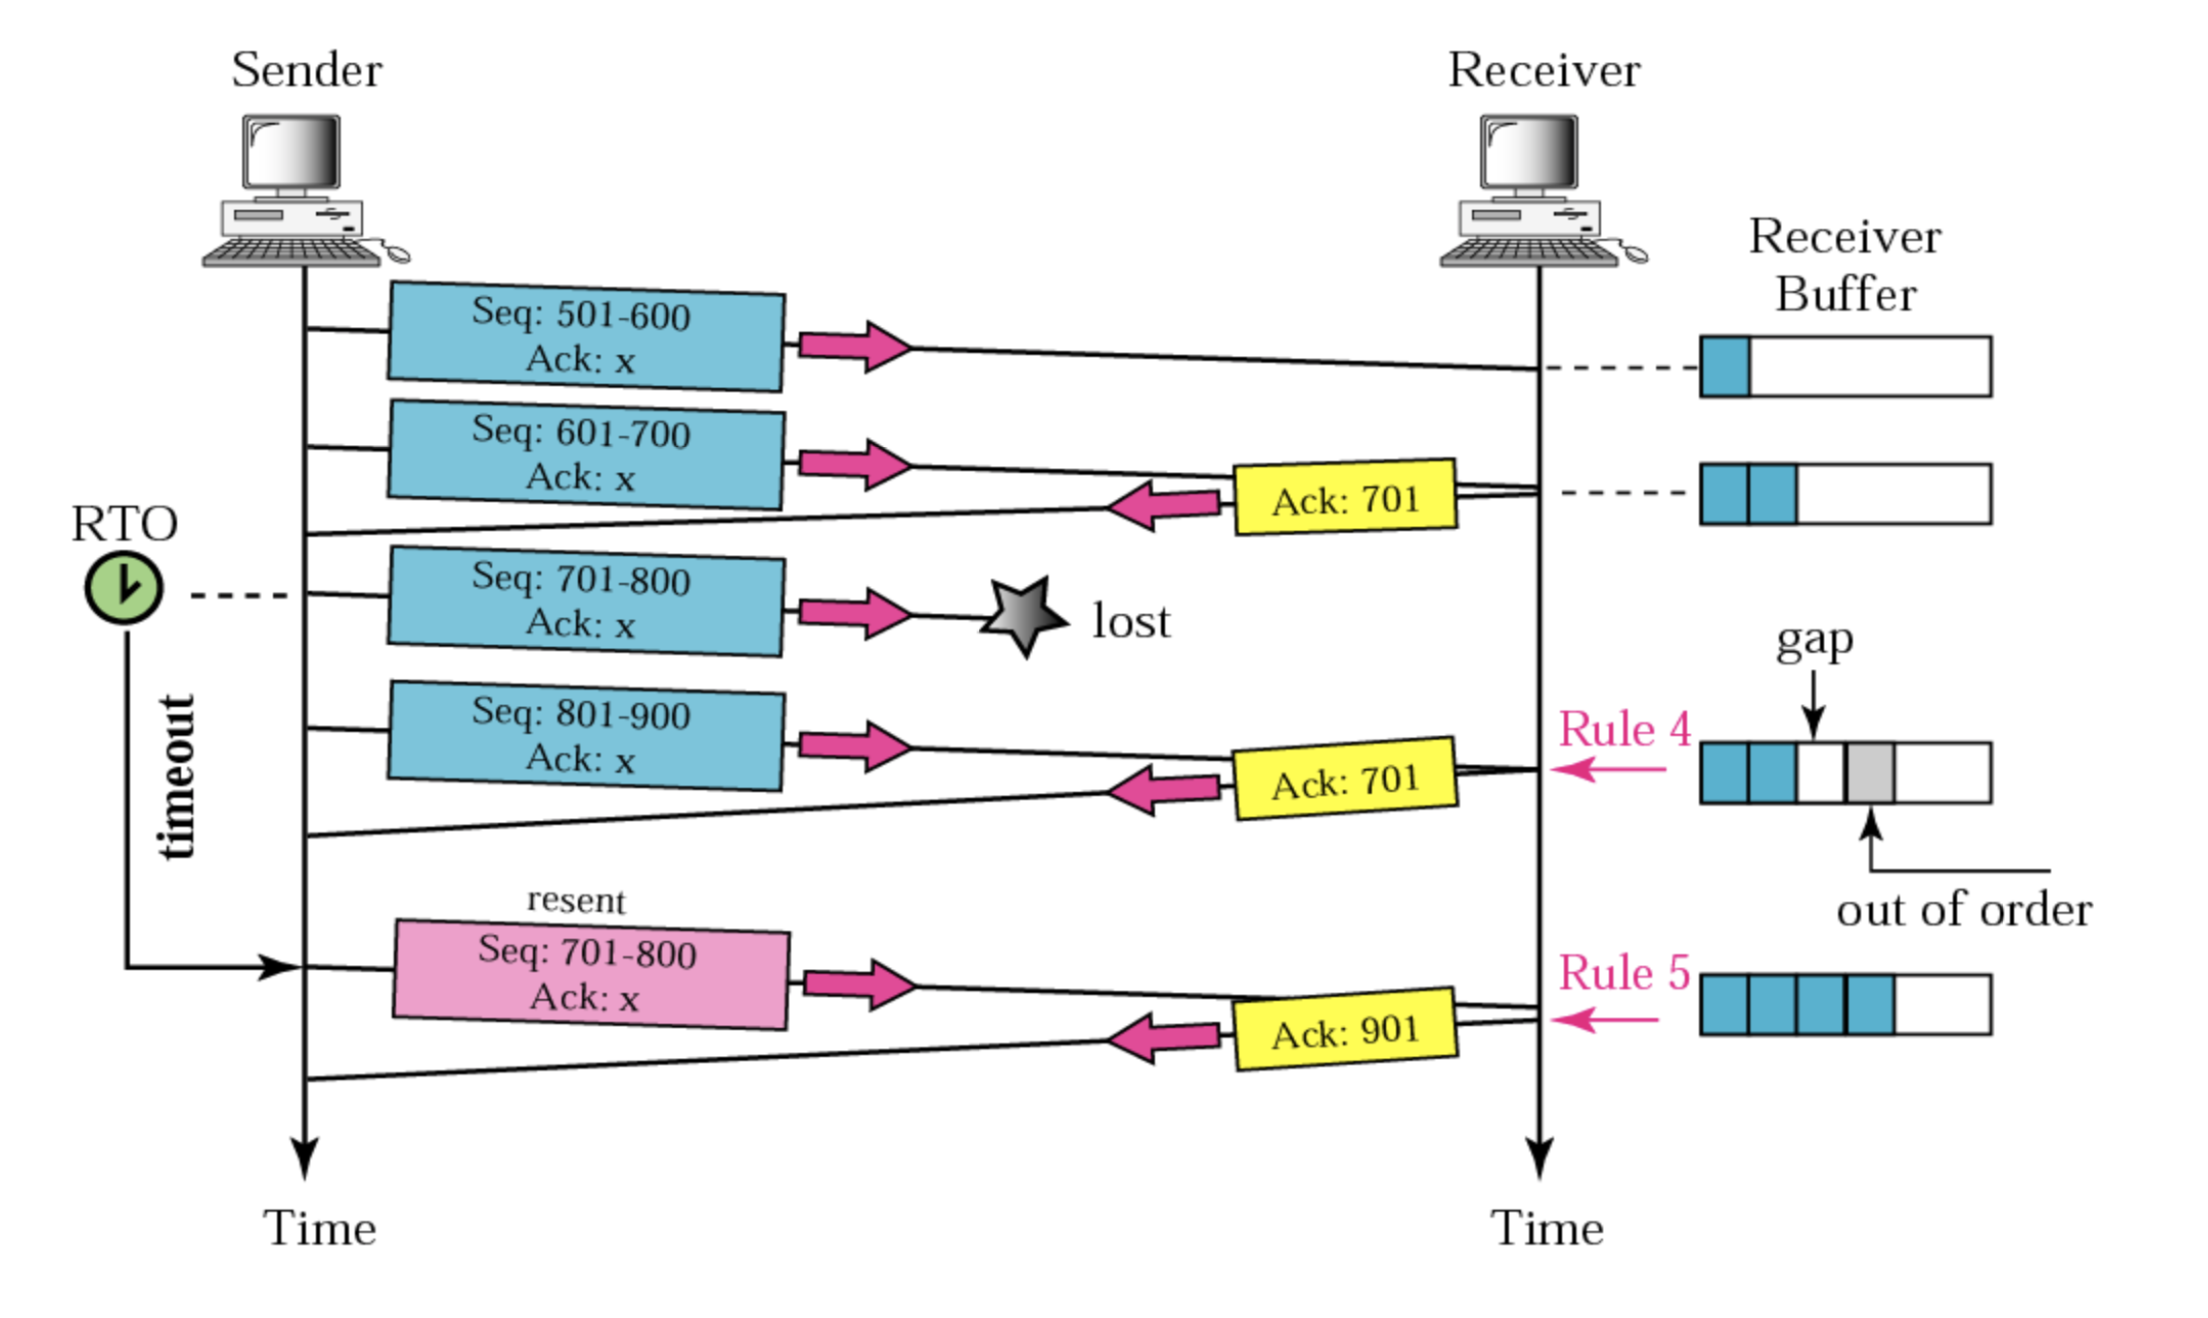 Sender
Receiver
Receiver
Buffer
Seq: 501-600
Ack: x
Seq: 601-700
Ack: x
Ack: 701
RTO
Seq: 701-800
Ack: x
lost
timeout
gap
Seq: 801-900
Ack: x
Ack: 701
Rule 4
out of order
resent
Seq: 701-800
Ack: x
Ack: 901
Rule 5
Time
Time